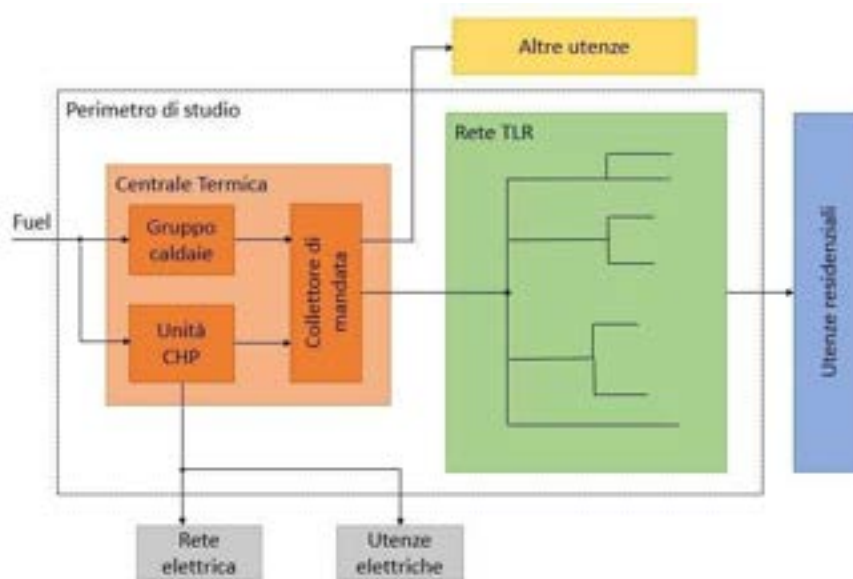 Altre utenze
Perimetro di studio
Rete TLR
Centrale Termica
Fuel
Gruppo
caldaie
Collettore di
mandata
Unità
CHP
Utenze residenziali
Rete
elettrica
Utenze
elettriche